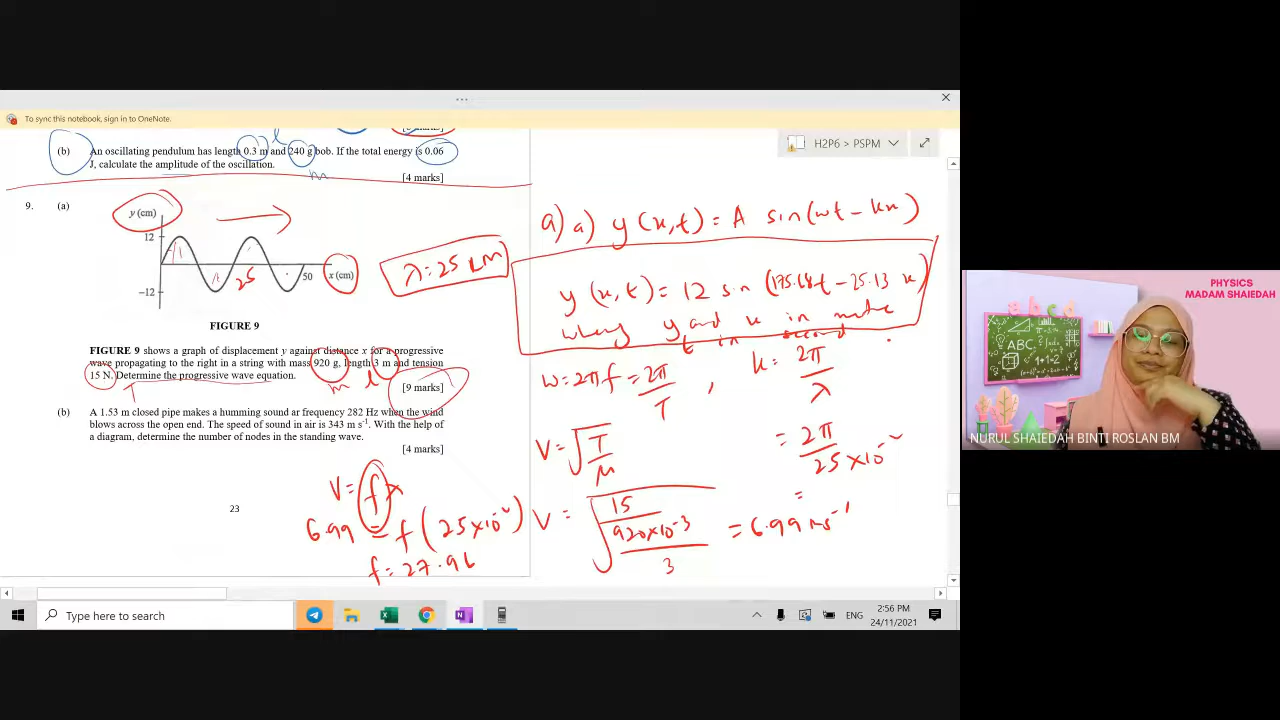 To sync this notebook, sign in to OneNote.
H2P6 > PSPM
l
(b) An oscillating pendulum has length 0.3 m and 240 g bob. If the total energy is 0.06
J, calculate the amplitude of the oscillation.
m
[4 marks]
9. (a)
y (cm)
12
-12
50
x (cm)
25
λ=25 cm
FIGURE 9
FIGURE 9 shows a graph of displacement y against distance x for a progressive
wave propagating to the right in a string with mass 920 g, length 3 m and tension
15 N. Determine the progressive wave equation.
m l
T
[9 marks]
(b) A 1.53 m closed pipe makes a humming sound ar frequency 282 Hz when the wind
blows across the open end. The speed of sound in air is 343 m s⁻¹. With the help of
a diagram, determine the number of nodes in the standing wave.
[4 marks]
23
V = fλ
6.99 = f(25×10⁻²)
f = 27.96
a) a) y(x,t) = A sin(ωt - kx)
y(x,t) = 12 sin (175.68t - 25.13 x)
where y and x in
t in second
ω = 2πf = 2π/T , k = 2π/λ
V = √(T/μ)
= 2π/25×10⁻²
=
V = √(15/(920×10⁻³/3)) = 6.99 ms⁻¹
PHYSICS
MADAM SHAIEDAH
ABC
NURUL SHAIEDAH BINTI ROSLAN BM
Type here to search
ENG
2:56 PM
24/11/2021